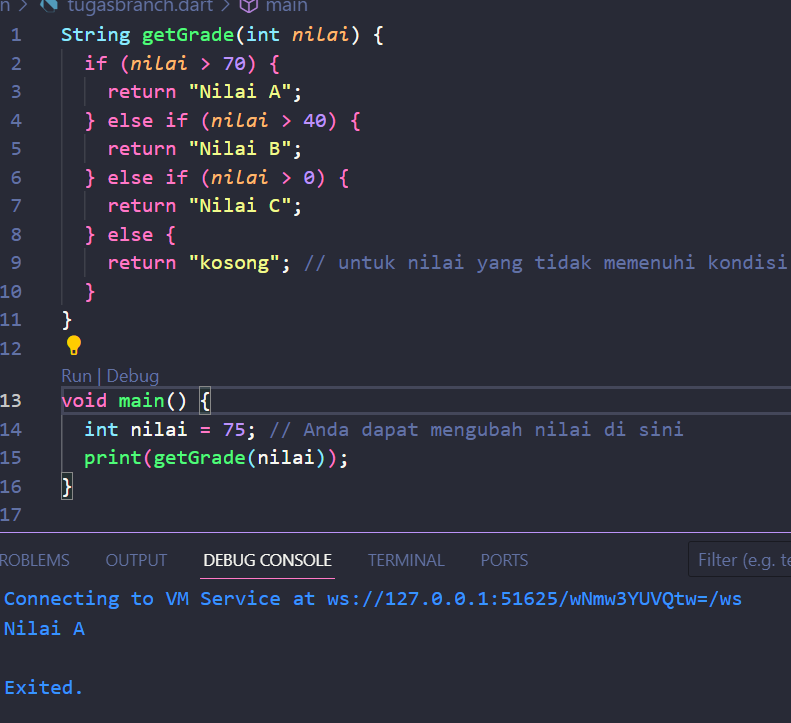 n > tugasbranch.dart > main
1 String getGrade(int nilai) {
2 if (nilai > 70) {
3 return "Nilai A";
4 } else if (nilai > 40) {
5 return "Nilai B";
6 } else if (nilai > 0) {
7 return "Nilai C";
8 } else {
9 return "kosong"; // untuk nilai yang tidak memenuhi kondisi
10 }
11 }
12
Run | Debug
13 void main() {
14 int nilai = 75; // Anda dapat mengubah nilai di sini
15 print(getGrade(nilai));
16 }
17
ROBLEMS OUTPUT DEBUG CONSOLE TERMINAL PORTS Filter (e.g. te
Connecting to VM Service at ws://127.0.0.1:51625/wNmw3YUVQtw=/ws
Nilai A
Exited.